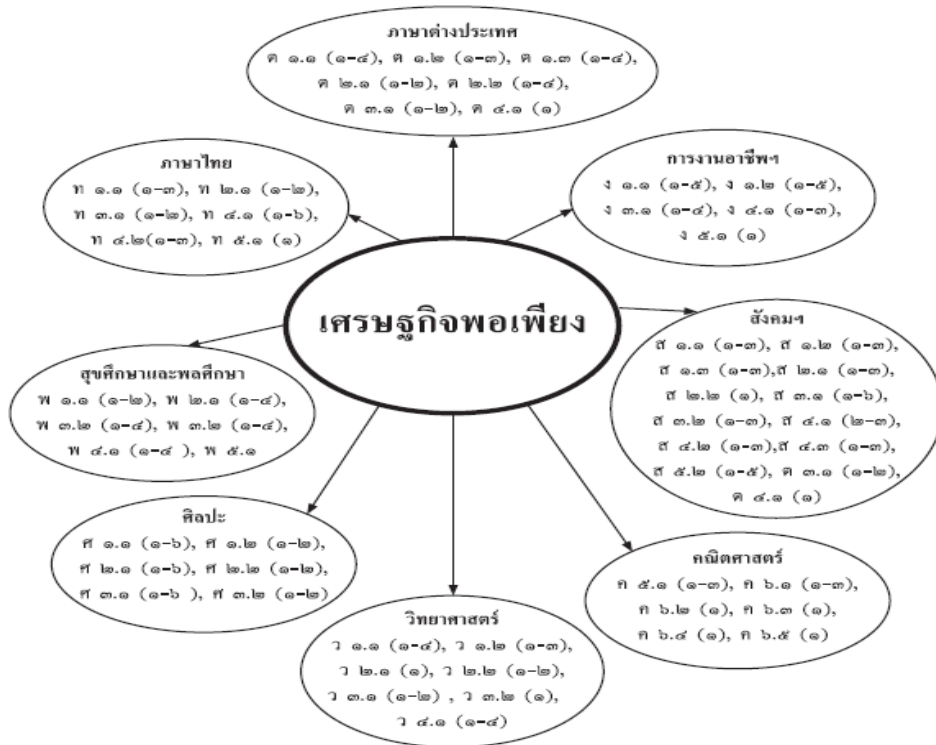 ภาษาต่างประเทศ
ต ๑.๑ (๑-๔), ต ๑.๒ (๑-๓), ต ๑.๓ (๑-๔),
ต ๒.๑ (๑-๒), ต ๒.๒ (๑-๔),
ต ๓.๑ (๑-๒), ต ๔.๑ (๑)
ภาษาไทย
ท ๑.๑ (๑-๓), ท ๒.๑ (๑-๒),
ท ๓.๑ (๑-๒), ท ๔.๑ (๑-๖),
ท ๔.๒(๑-๓), ท ๕.๑ (๑)
การงานอาชีพฯ
ง ๑.๑ (๑-๕), ง ๑.๒ (๑-๕),
ง ๓.๑ (๑-๔), ง ๔.๑ (๑-๓),
ง ๕.๑ (๑)
เศรษฐกิจพอเพียง
สังคมฯ
ส ๑.๑ (๑-๓), ส ๑.๒ (๑-๓),
ส ๑.๓ (๑-๓),ส ๒.๑ (๑-๓),
ส ๒.๒ (๑), ส ๓.๑ (๑-๖),
ส ๓.๒ (๑-๓), ส ๔.๑ (๒-๓),
ส ๔.๒ (๑-๓),ส ๔.๓ (๑-๓),
ส ๕.๒ (๑-๕), ต ๓.๑ (๑-๒),
ต ๔.๑ (๑)
สุขศึกษาและพลศึกษา
พ ๑.๑ (๑-๒), พ ๒.๑ (๑-๔),
พ ๓.๒ (๑-๔), พ ๓.๒ (๑-๔),
พ ๔.๑ (๑-๔ ), พ ๕.๑
ศิลปะ
ศ ๑.๑ (๑-๖), ศ ๑.๒ (๑-๒),
ศ ๒.๑ (๑-๖), ศ ๒.๒ (๑-๒),
ศ ๓.๑ (๑-๖ ), ศ ๓.๒ (๑-๒)
คณิตศาสตร์
ค ๕.๑ (๑-๓), ค ๖.๑ (๑-๓),
ค ๖.๒ (๑), ค ๖.๓ (๑),
ค ๖.๔ (๑), ค ๖.๕ (๑)
วิทยาศาสตร์
ว ๑.๑ (๑-๔), ว ๑.๒ (๑-๓),
ว ๒.๑ (๑), ว ๒.๒ (๑-๒),
ว ๓.๑ (๑-๒) , ว ๓.๒ (๑),
ว ๔.๑ (๑-๔)